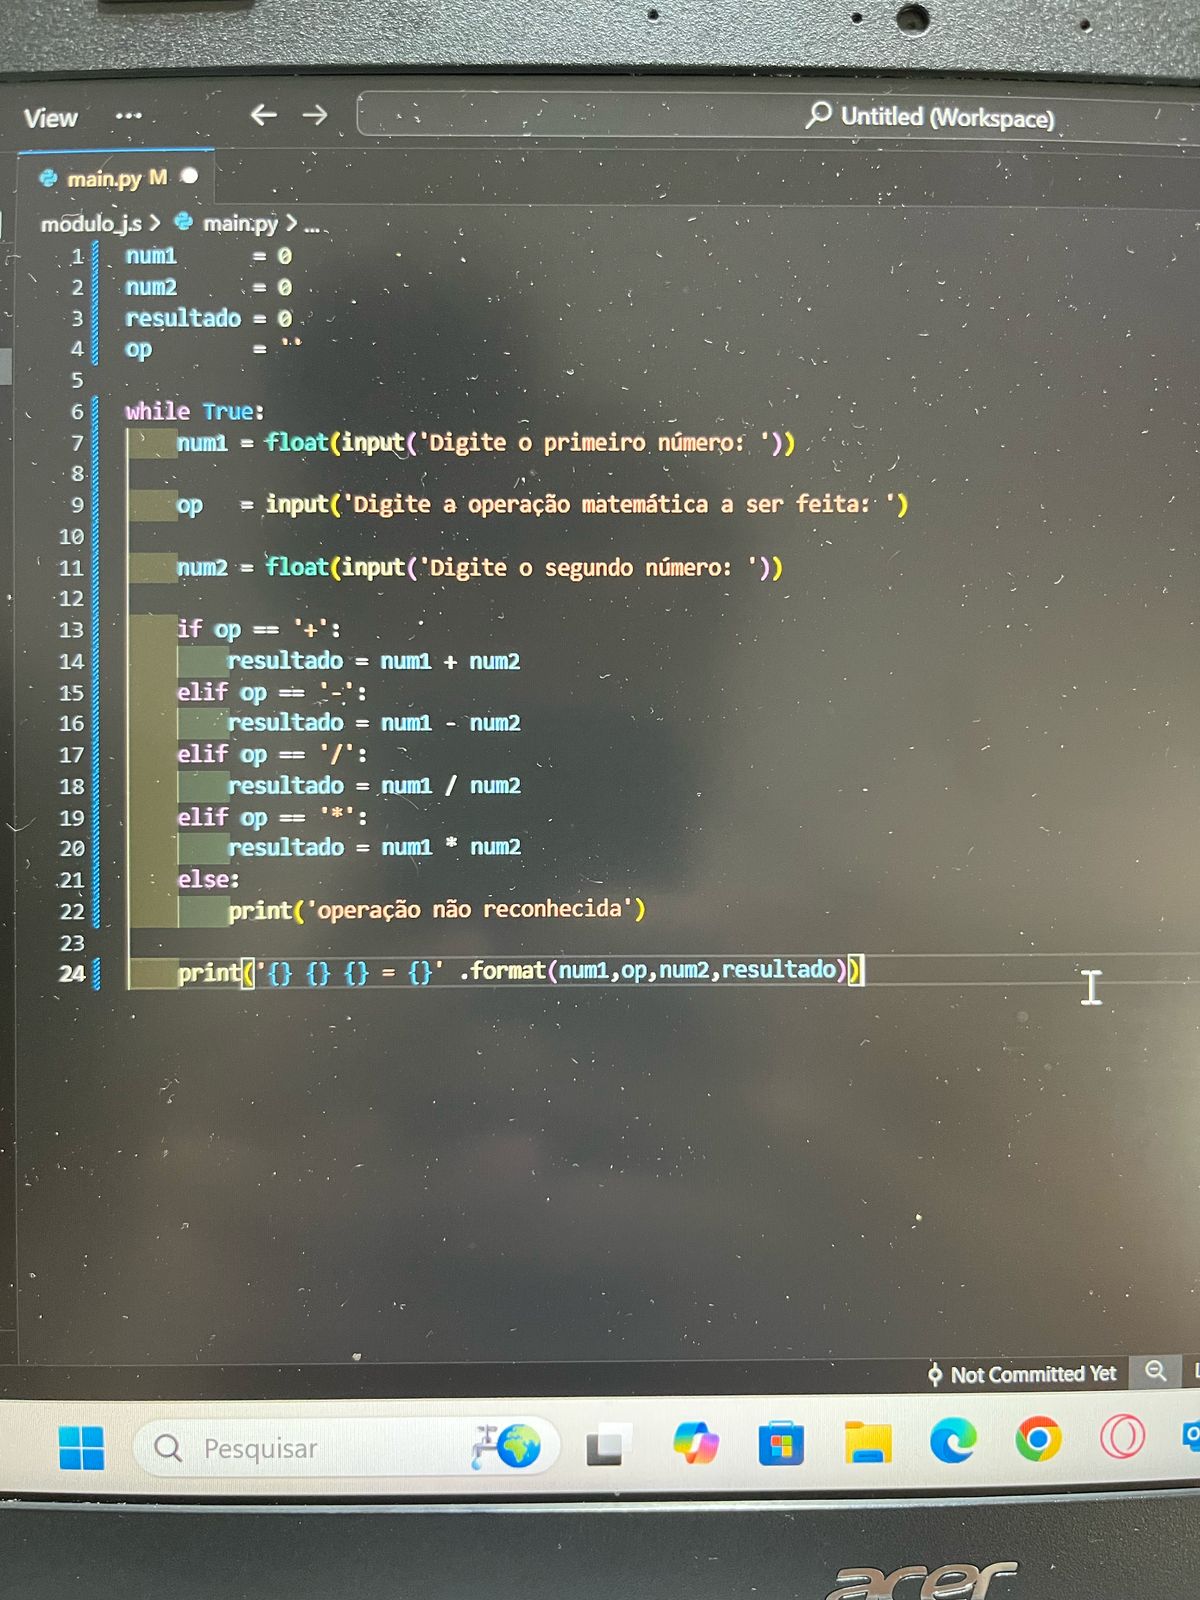 View ...
Untitled (Workspace)
main.py M
modulo_j.s > main.py > ...
1 num1 = 0
2 num2 = 0
3 resultado = 0
4 op = ''
5
6 while True:
7 num1 = float(input('Digite o primeiro número: '))
8
9 op = input('Digite a operação matemática a ser feita: ')
10
11 num2 = float(input('Digite o segundo número: '))
12
13 if op == '+':
14 resultado = num1 + num2
15 elif op == '-':
16 resultado = num1 - num2
17 elif op == '/':
18 resultado = num1 / num2
19 elif op == '*':
20 resultado = num1 * num2
21 else:
22 print('operação não reconhecida')
23
24 print('{} {} {} = {}' .format(num1,op,num2,resultado))
Not Committed Yet
Pesquisar
acer